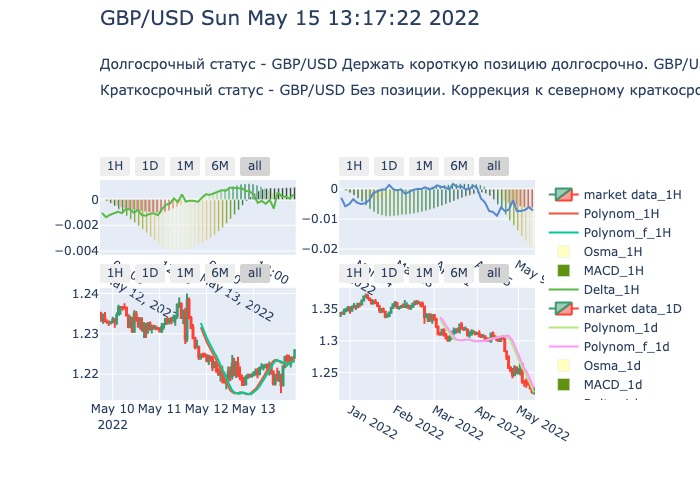 GBP/USD Sun May 15 13:17:22 2022
Долгосрочный статус - GBP/USD Держать короткую позицию долгосрочно. GBP/U
Краткосрочный статус - GBP/USD Без позиции. Коррекция к северному краткосро
1H 1D 1M 6M all
1H 1D 1M 6M all
0
−0.002
−0.004
0
−0.01
−0.02
May 12, 2022
May 13, 2022
2022
May 9
1H 1D 1M 6M all
1H 1D 1M 6M all
1.24
1.23
1.22
May 10 May 11 May 12 May 13
2022
1.35
1.3
1.25
Jan 2022
Feb 2022
Mar 2022
Apr 2022
May 2022
market data_1H
Polynom_1H
Polynom_f_1H
Osma_1H
MACD_1H
Delta_1H
market data_1D
Polynom_1d
Polynom_f_1d
Osma_1d
MACD_1d